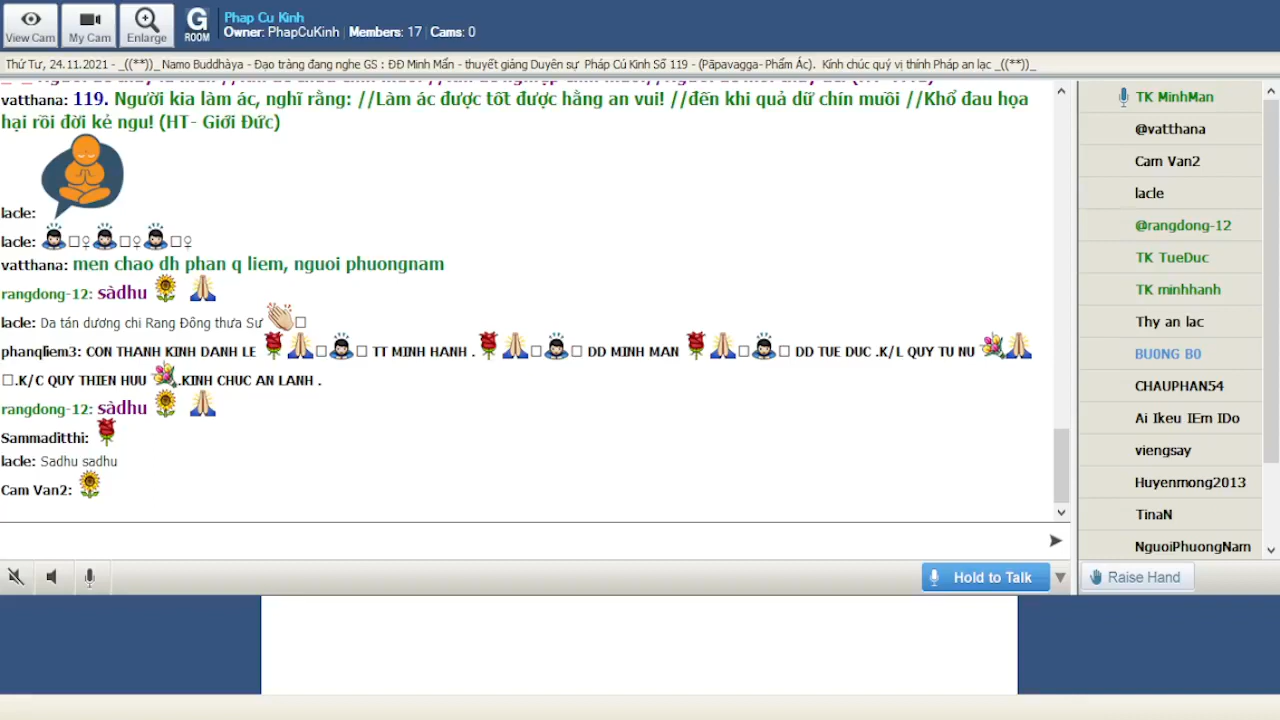 View Cam
My Cam
Enlarge
G
ROOM
Phap Cu Kinh
Owner: PhapCuKinh | Members: 17 | Cams: 0
Thứ Tư, 24.11.2021 - _((**))_ Namo Buddhàya - Đạo tràng đang nghe GS : ĐĐ Minh Mẫn - thuyết giảng Duyên sự Pháp Cú Kinh Số 119 - (Pāpavagga- Phẩm Ác). Kính chúc quý vị thính Pháp an lạc _((**))_
vatthana: 119. Người kia làm ác, nghĩ rằng: //Làm ác được tốt được hằng an vui! //đến khi quả dữ chín muồi //Khổ đau họa
hại rồi đời kẻ ngu! (HT- Giới Đức)
lacle:
lacle: ♀ ♀ ♀
vatthana: men chao dh phan q liem, nguoi phuongnam
rangdong-12: sàdhu
lacle: Da tán dương chi Rang Đông thưa Sư
phanqliem3: CON THANH KINH DANH LE TT MINH HANH . DD MINH MAN DD TUE DUC .K/L QUY TU NU
.K/C QUY THIEN HUU .KINH CHUC AN LANH .
rangdong-12: sàdhu
Sammaditthi:
lacle: Sadhu sadhu
Cam Van2:
Hold to Talk
TK MinhMan
@vatthana
Cam Van2
lacle
@rangdong-12
TK TueDuc
TK minhhanh
Thy an lac
BU0NG B0
CHAUPHAN54
Ai Ikeu IEm IDo
viengsay
Huyenmong2013
TinaN
NguoiPhuongNam
Raise Hand